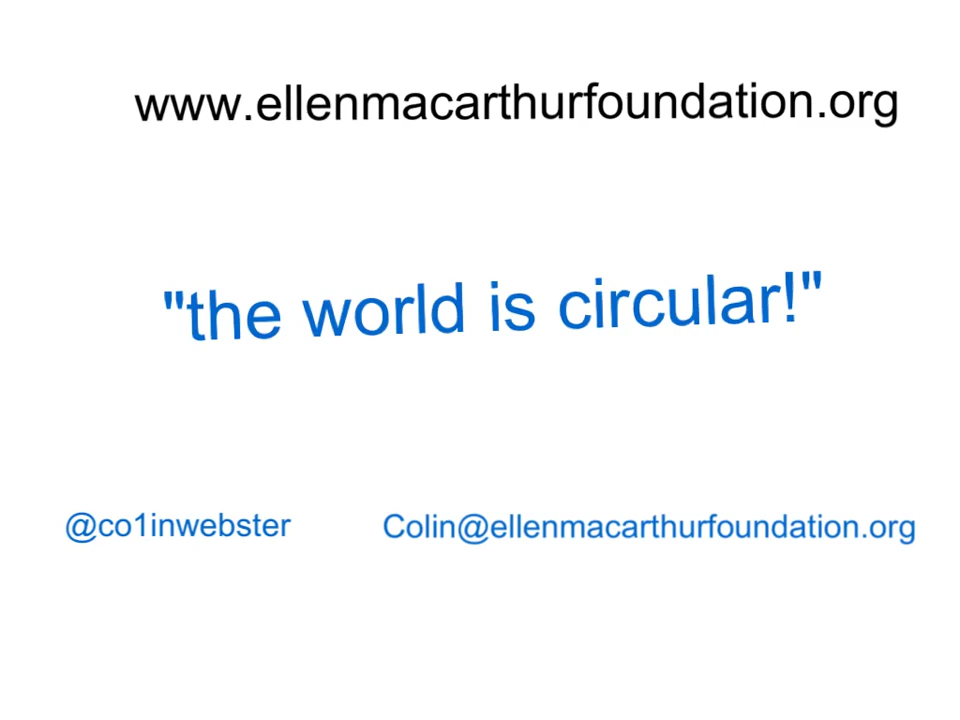 www.ellenmacarthurfoundation.org
"the world is circular!"
@co1inwebster Colin@ellenmacarthurfoundation.org